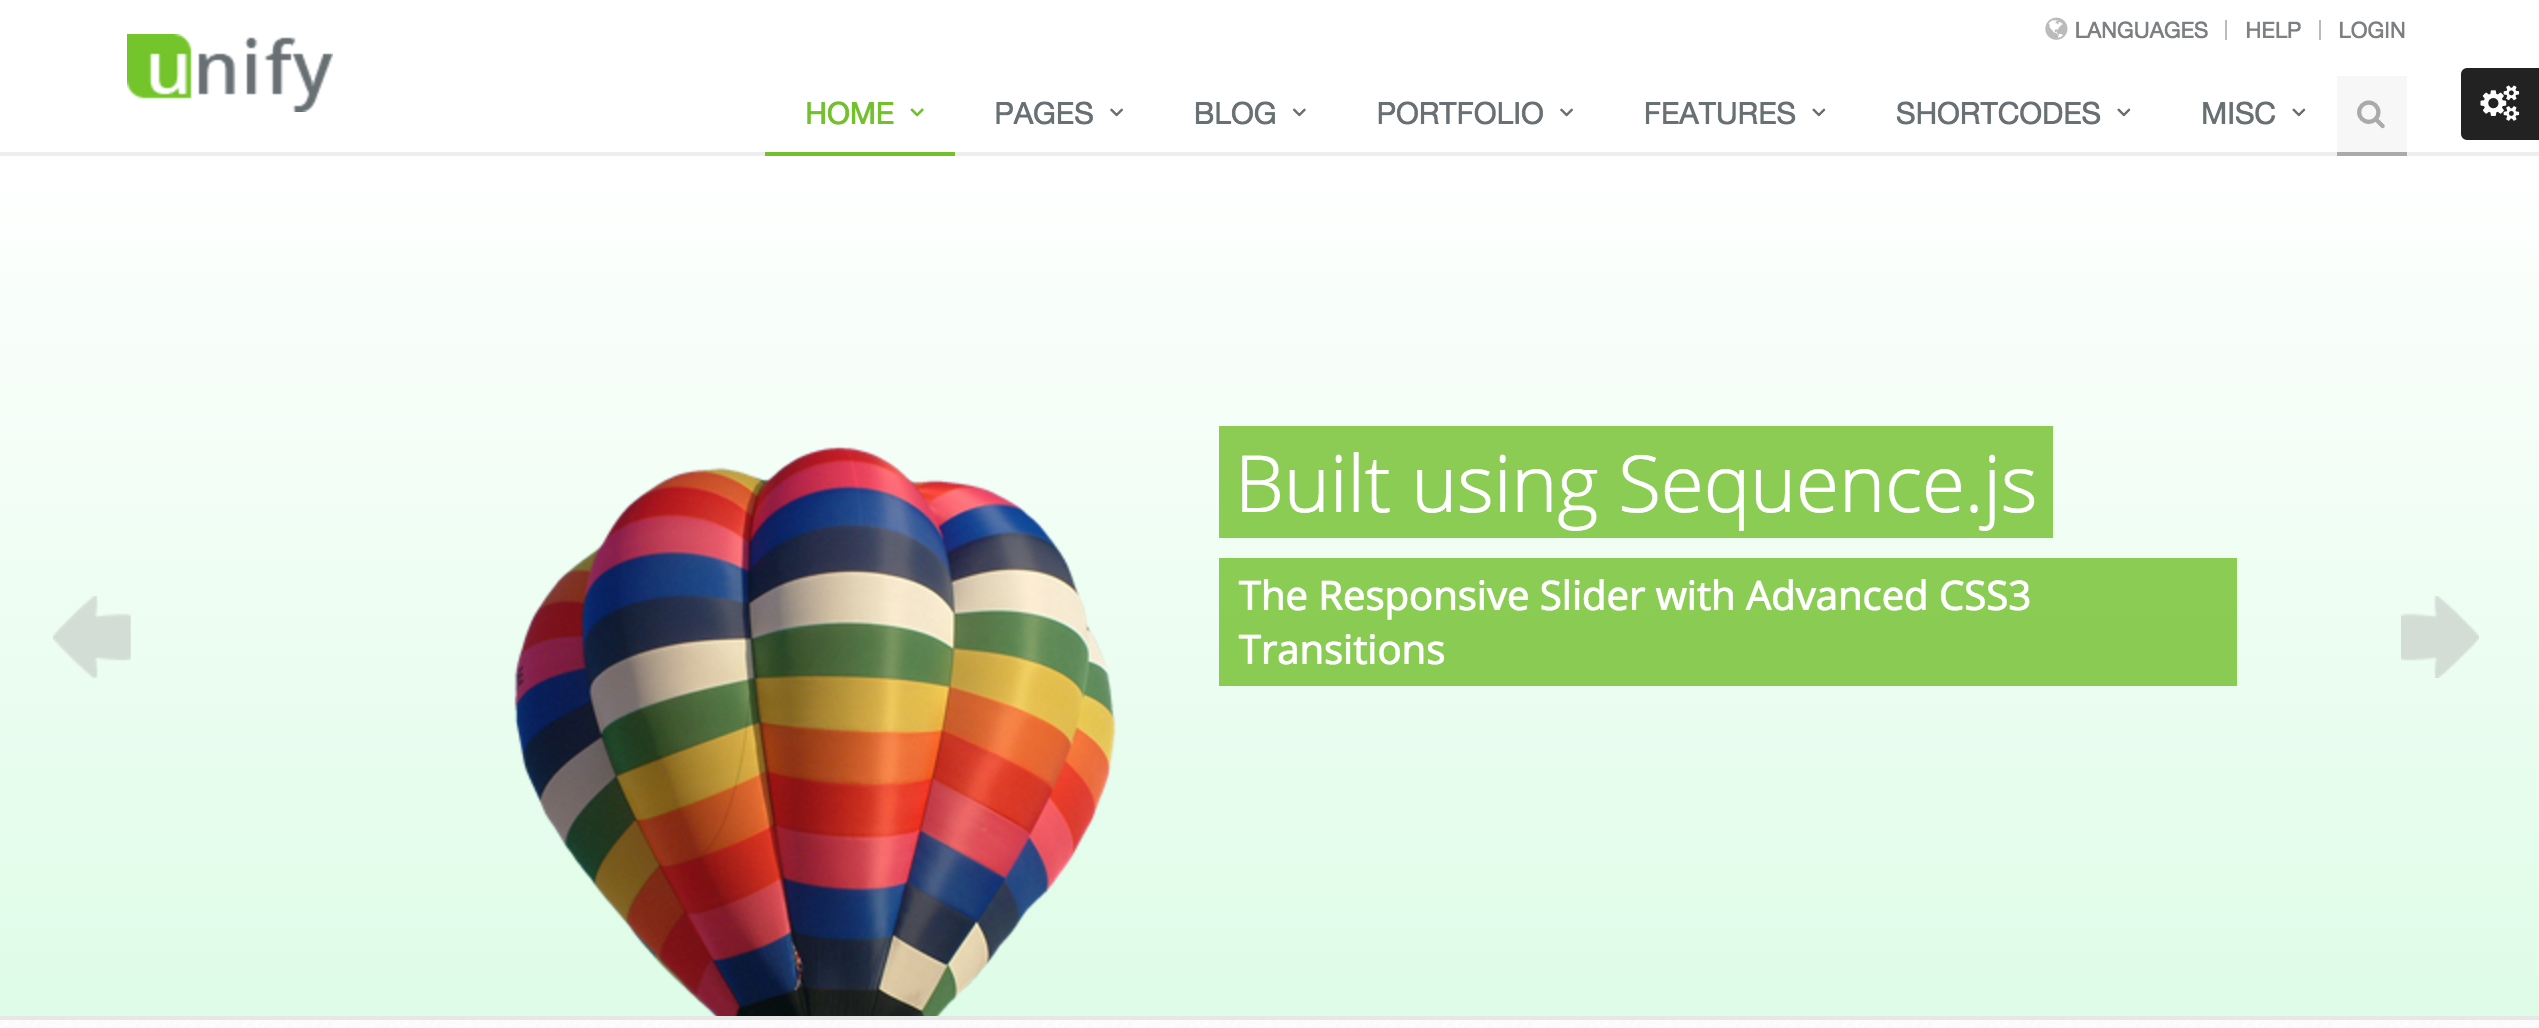 unify
LANGUAGES | HELP | LOGIN
HOME PAGES BLOG PORTFOLIO FEATURES SHORTCODES MISC
Built using Sequence.js
The Responsive Slider with Advanced CSS3
Transitions